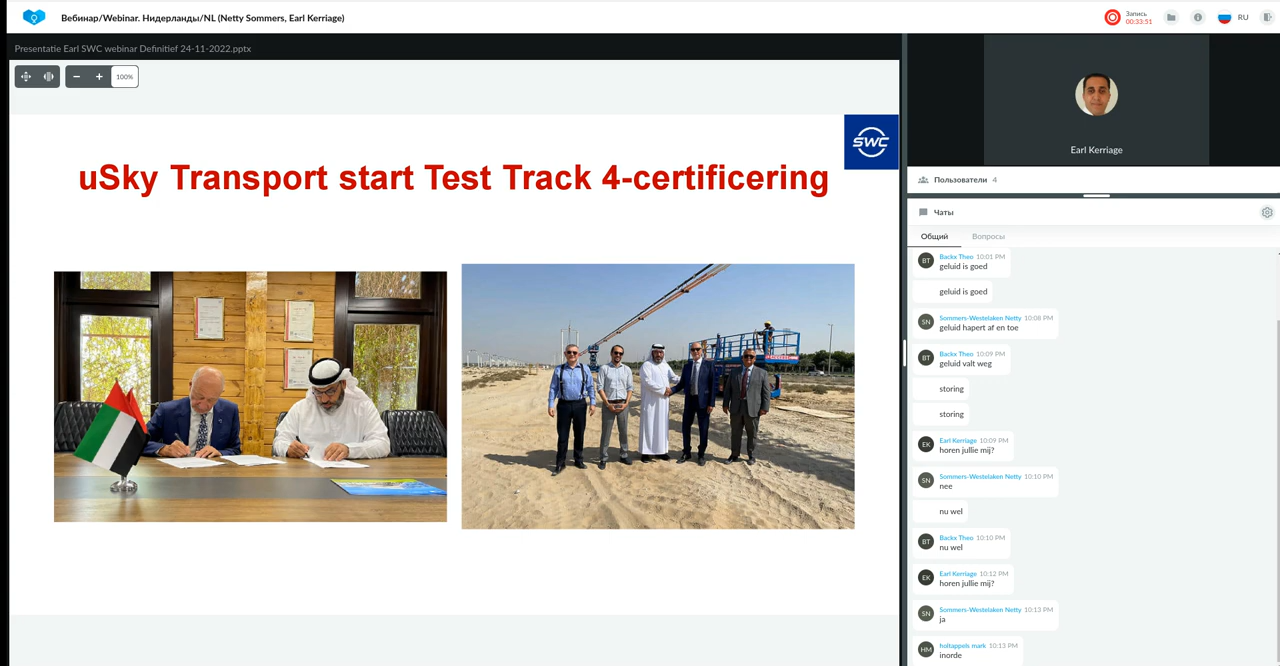 Вебинар/Webinar. Нидерланды/NL (Netty Sommers, Earl Kerriage)
Запись
00:33:51
RU
Presentatie Earl SWC webinar Definitief 24-11-2022.pptx
100%
SWC
uSky Transport start Test Track 4-certificering
Earl Kerriage
Пользователи 4
Чаты
Общий Вопросы
BT Backx Theo 10:01 PM
geluid is goed
geluid is goed
SN Sommers-Westelaken Netty 10:08 PM
geluid hapert af en toe
BT Backx Theo 10:09 PM
geluid valt weg
storing
storing
EK Earl Kerriage 10:09 PM
horen jullie mij?
SN Sommers-Westelaken Netty 10:10 PM
nee
nu wel
BT Backx Theo 10:10 PM
nu wel
EK Earl Kerriage 10:12 PM
horen jullie mij?
SN Sommers-Westelaken Netty 10:13 PM
ja
HM holtappels mark 10:13 PM
inorde